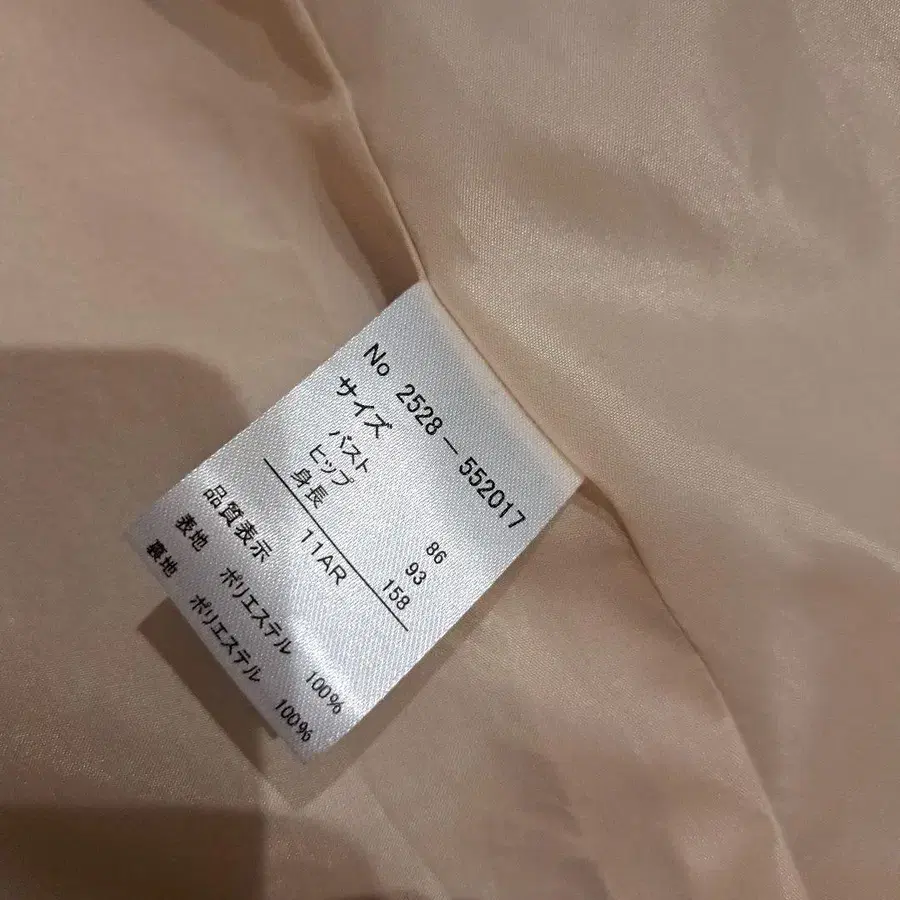 No 2528－552017
サイズ
バスト 86
ヒップ 93
身長 158
11AR
品質表示
表地 ポリエステル 100%
裏地 ポリエステル 100%